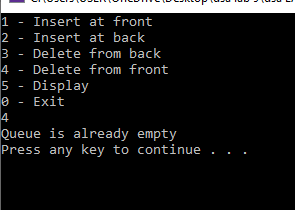 1 - Insert at front
2 - Insert at back
3 - Delete from back
4 - Delete from front
5 - Display
0 - Exit
4
Queue is already empty
Press any key to continue . . .